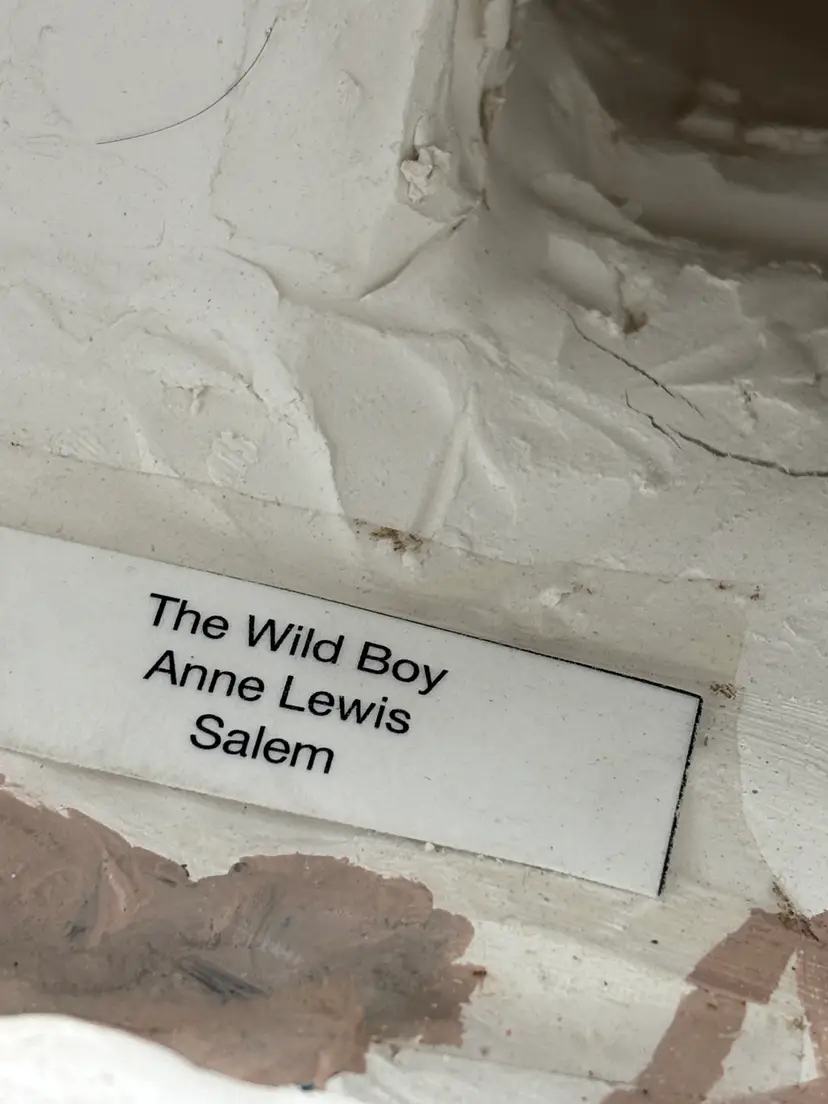 The Wild Boy
Anne Lewis
Salem